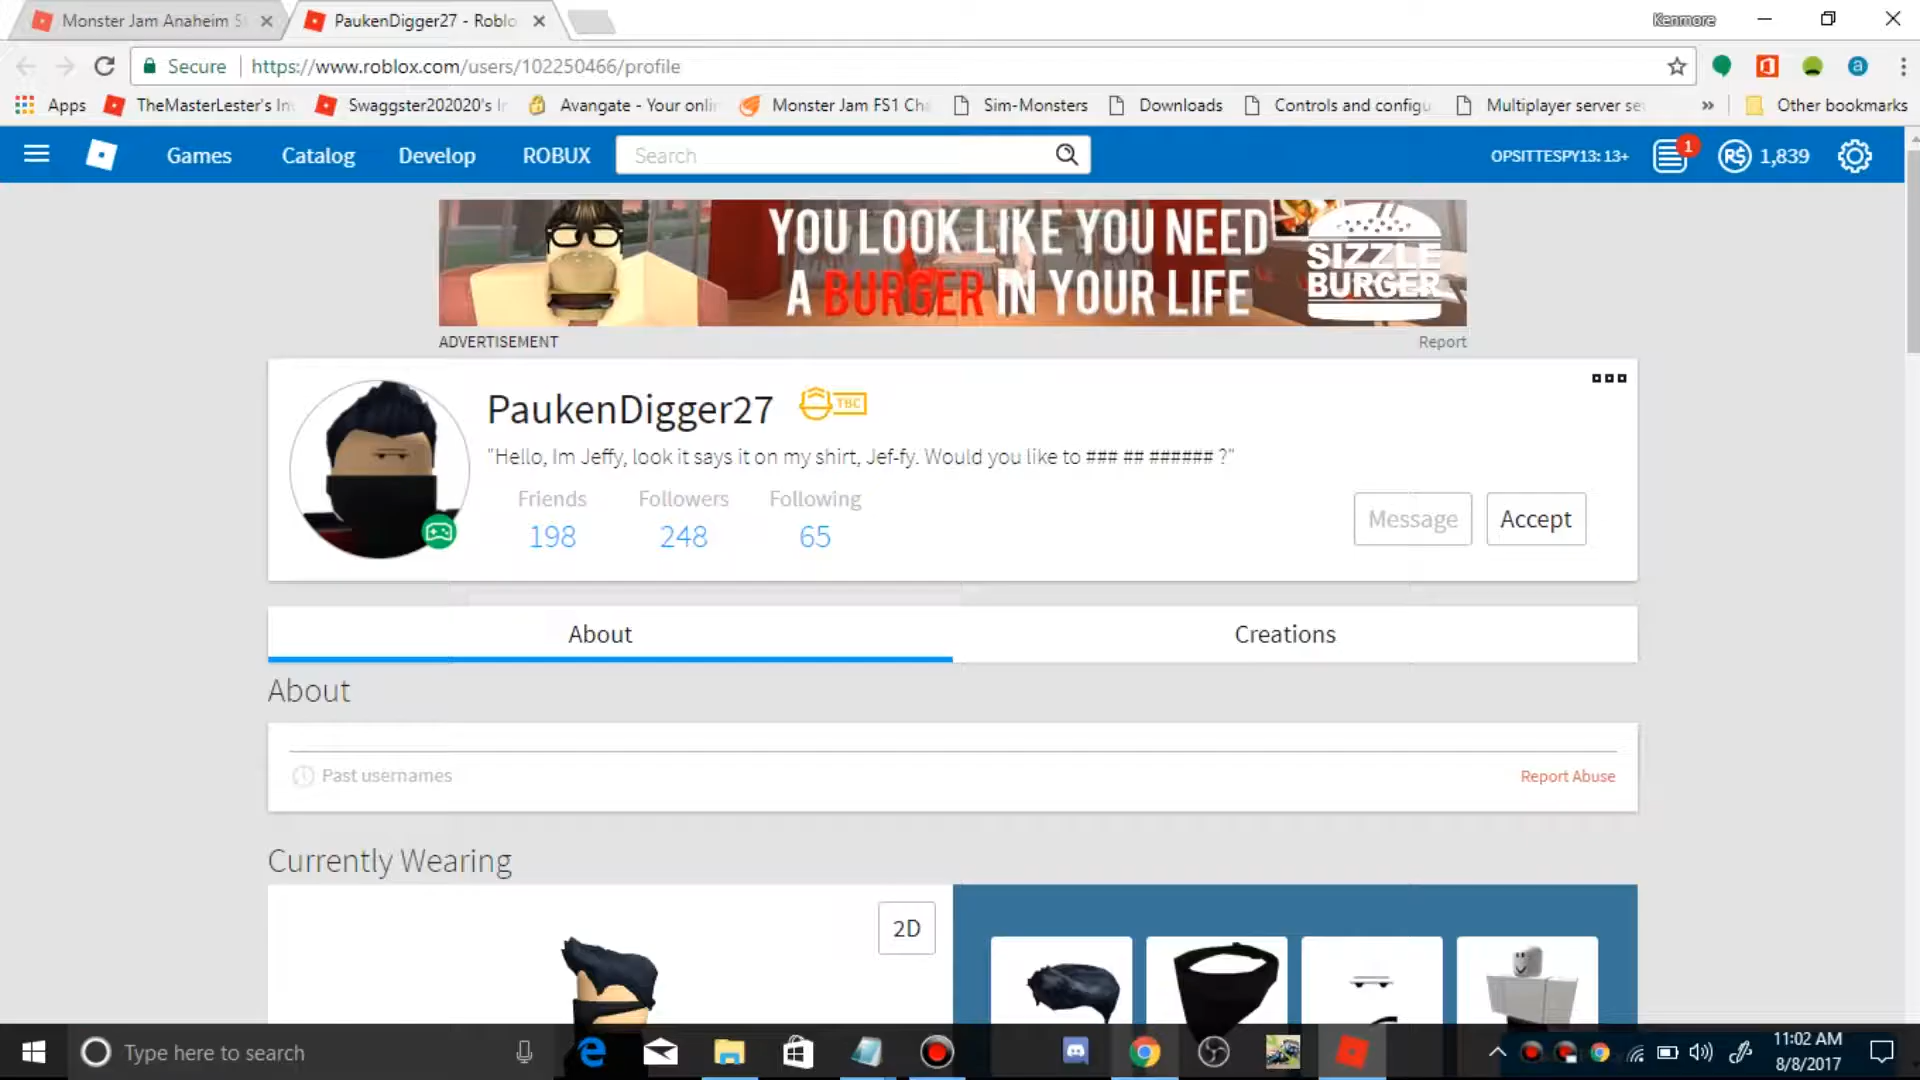 Monster Jam Anaheim S
PaukenDigger27 - Roblo
Kenmore
Secure
https://www.roblox.com/users/102250466/profile
Apps
TheMasterLester's In
Swaggster202020's I
Avangate - Your onli
Monster Jam FS1 Cha
Sim-Monsters
Downloads
Controls and configu
Multiplayer server se
»
Other bookmarks
Games
Catalog
Develop
ROBUX
Search
OPSITTESPY13: 13+
1
R$ 1,839
YOU LOOK LIKE YOU NEED
A BURGER IN YOUR LIFE
SIZZLE
BURGER
ADVERTISEMENT
Report
PaukenDigger27
TBC
"Hello, Im Jeffy, look it says it on my shirt, Jef-fy. Would you like to ### ## ###### ?"
Friends
Followers
Following
198
248
65
Message
Accept
About
Creations
About
Past usernames
Report Abuse
Currently Wearing
2D
Type here to search
11:02 AM
8/8/2017